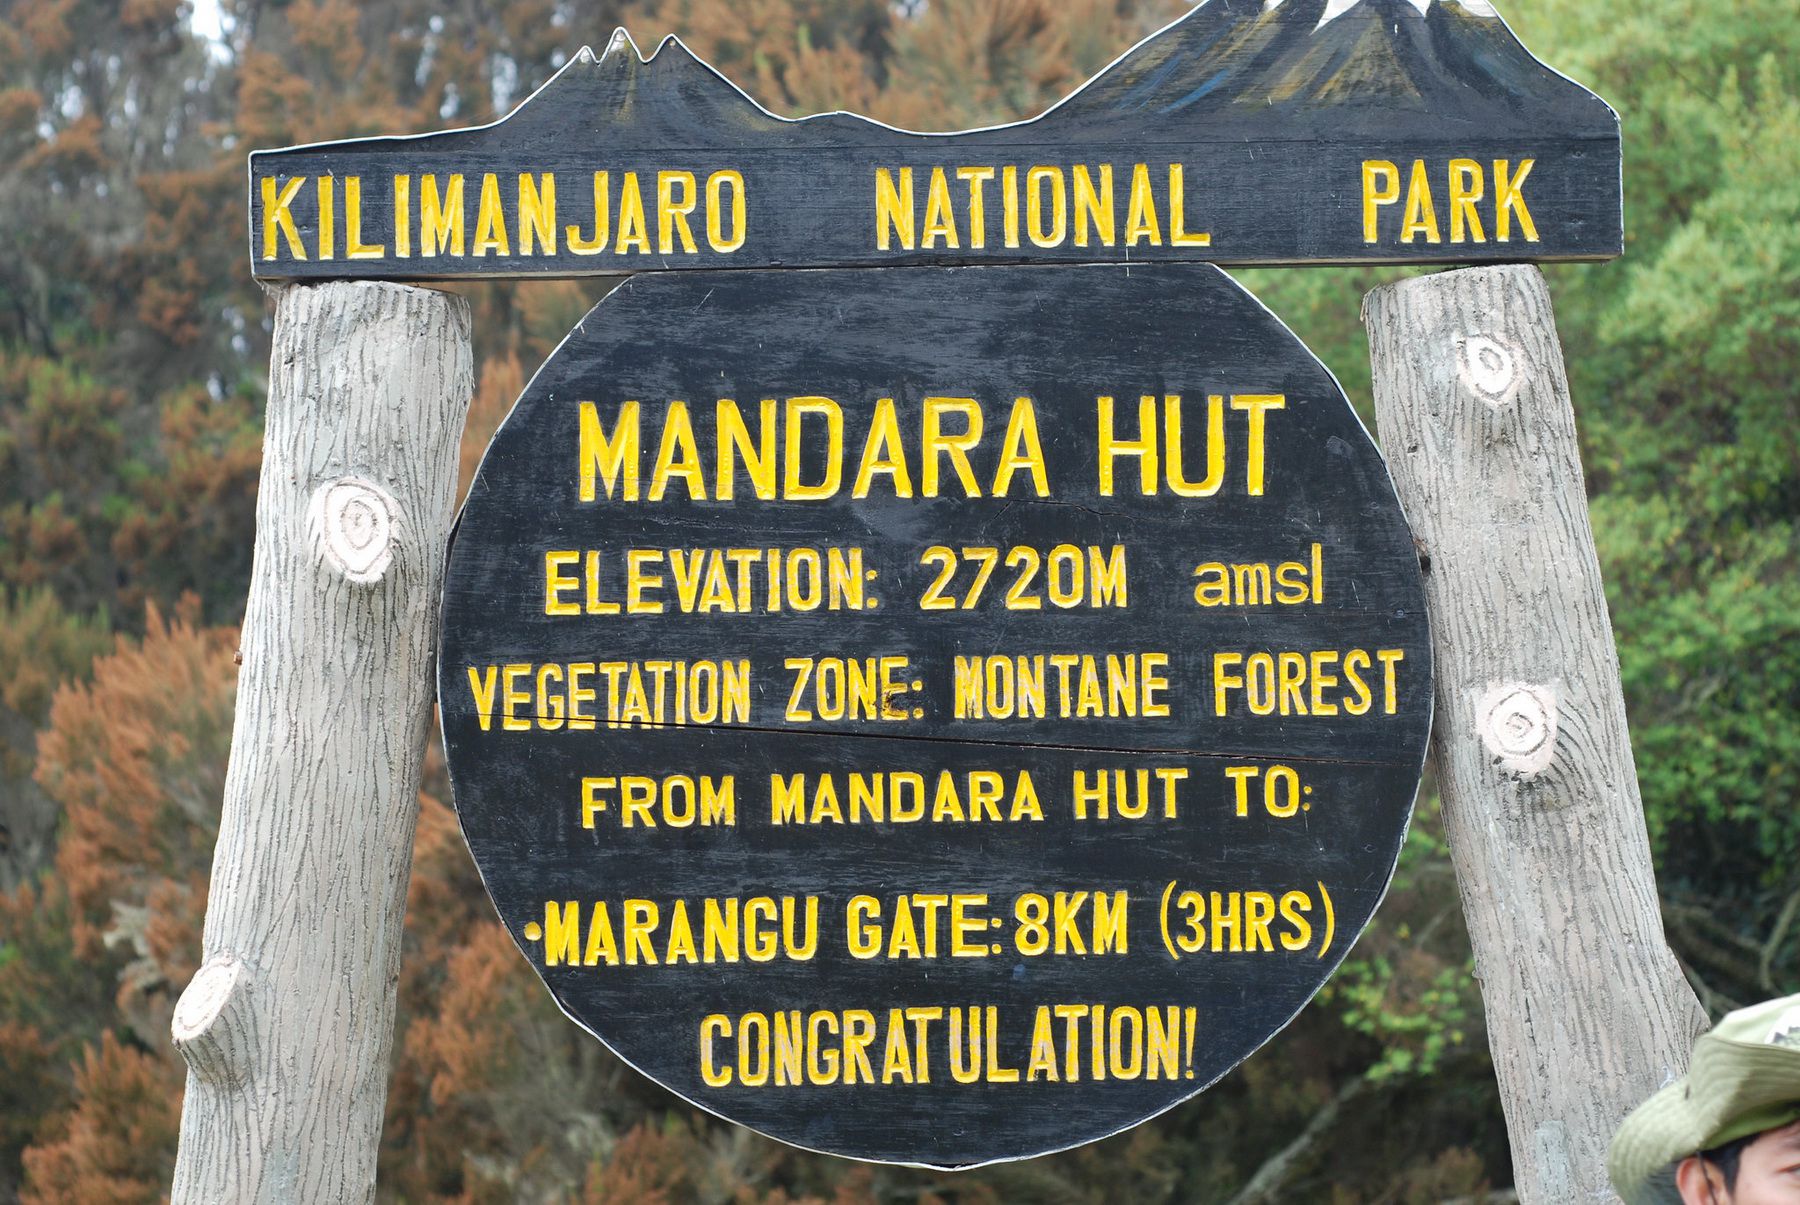 KILIMANJARO NATIONAL PARK
MANDARA HUT
ELEVATION: 2720M amsl
VEGETATION ZONE: MONTANE FOREST
FROM MANDARA HUT TO:
•MARANGU GATE: 8KM (3HRS)
CONGRATULATION!